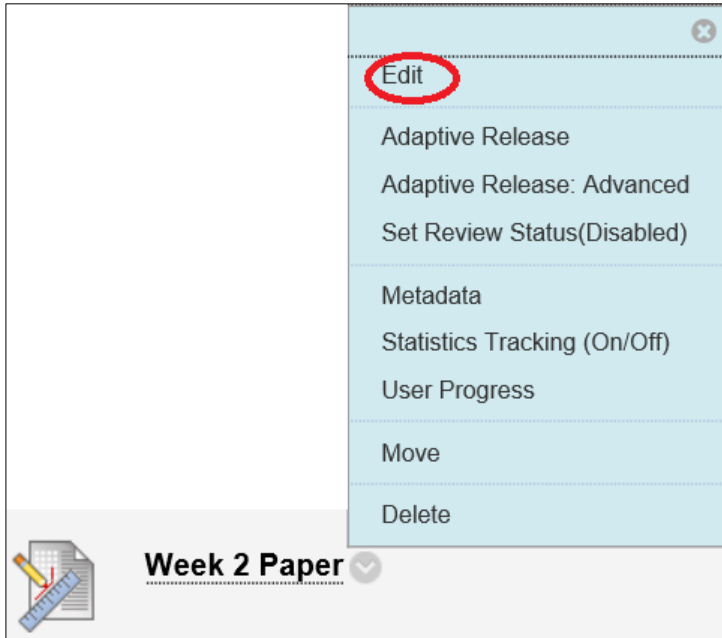 Edit
Adaptive Release
Adaptive Release: Advanced
Set Review Status(Disabled)
Metadata
Statistics Tracking (On/Off)
User Progress
Move
Delete
Week 2 Paper